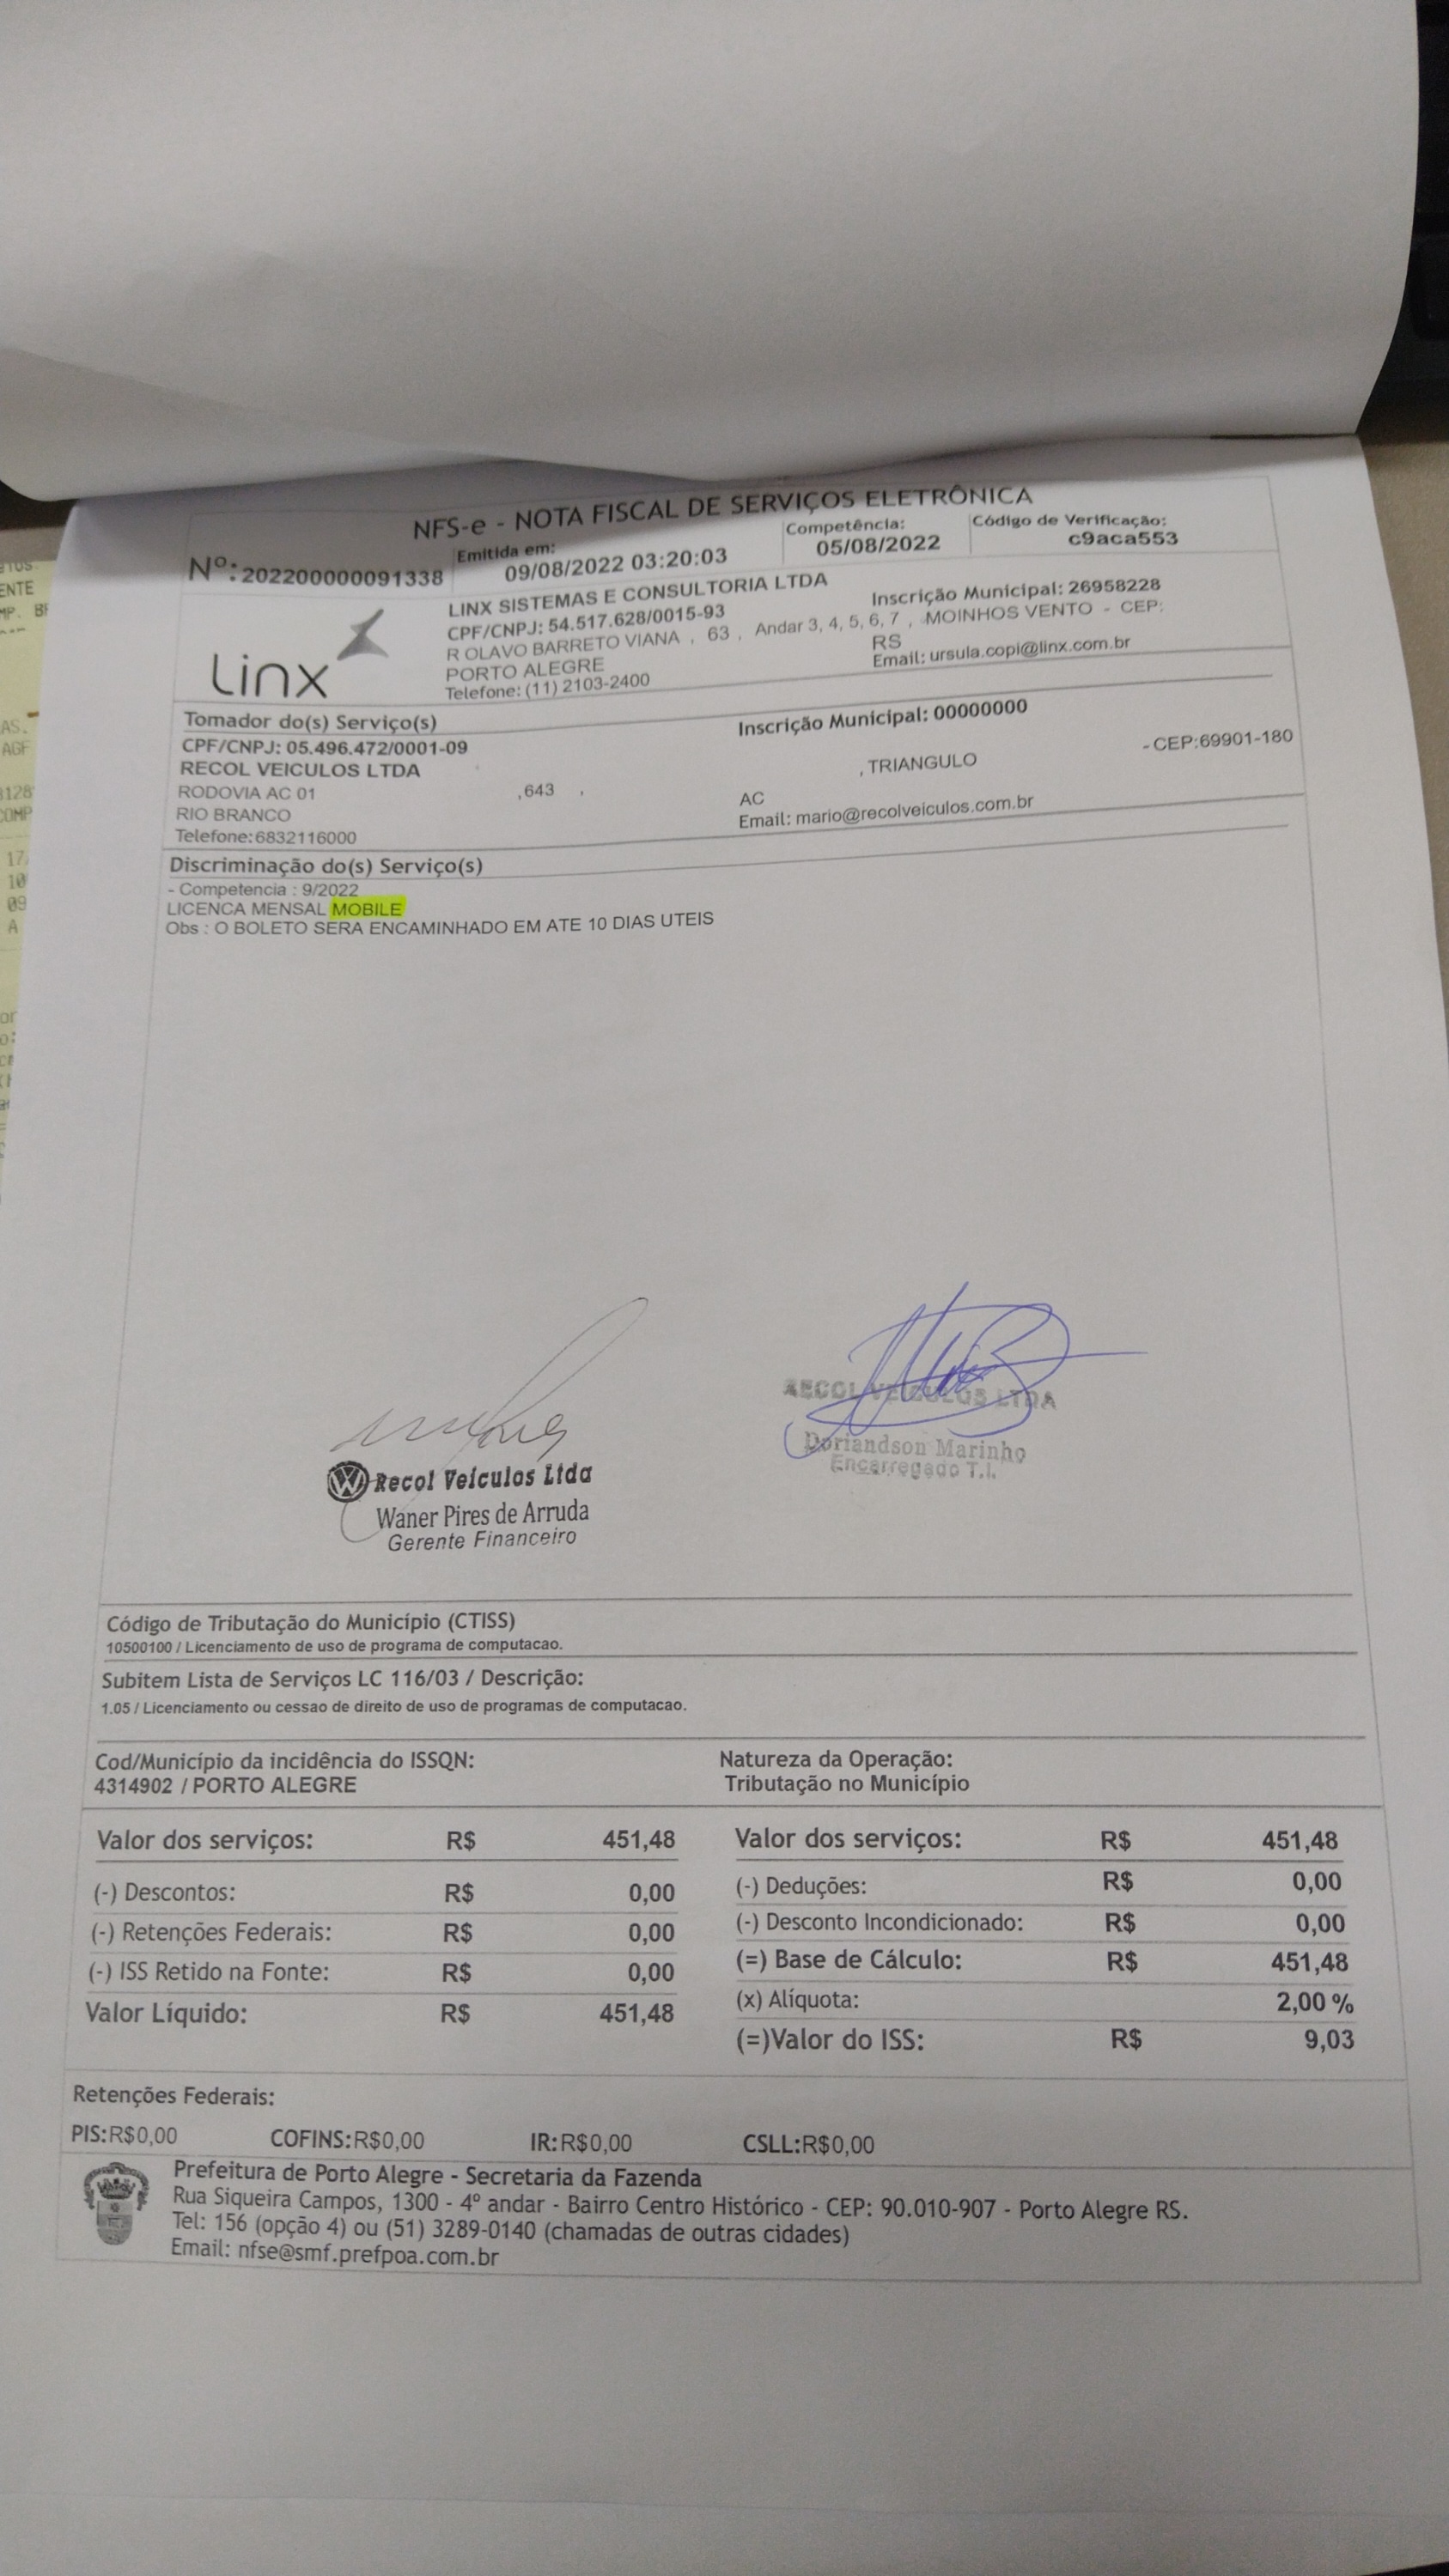 NFS-e - NOTA FISCAL DE SERVIÇOS ELETRÔNICA
Nº: 202200000091338 Emitida em: 09/08/2022 03:20:03 Competência: 05/08/2022 Código de Verificação: c9aca553
Linx
LINX SISTEMAS E CONSULTORIA LTDA
CPF/CNPJ: 54.517.628/0015-93 Inscrição Municipal: 26958228
R OLAVO BARRETO VIANA , 63 , Andar 3, 4, 5, 6, 7 , MOINHOS VENTO - CEP:
PORTO ALEGRE RS
Telefone: (11) 2103-2400 Email: ursula.copi@linx.com.br
Tomador do(s) Serviço(s)
CPF/CNPJ: 05.496.472/0001-09 Inscrição Municipal: 00000000
RECOL VEICULOS LTDA
RODOVIA AC 01 ,643 , , TRIANGULO - CEP:69901-180
RIO BRANCO AC
Telefone:6832116000 Email: mario@recolveiculos.com.br
Discriminação do(s) Serviço(s)
- Competencia : 9/2022
LICENCA MENSAL MOBILE
Obs : O BOLETO SERA ENCAMINHADO EM ATE 10 DIAS UTEIS
RECOL VEICULOS LTDA
Doriandson Marinho
Encarregado T.I.
Recol Veículos Ltda
Waner Pires de Arruda
Gerente Financeiro
Código de Tributação do Município (CTISS)
10500100 / Licenciamento de uso de programa de computacao.
Subitem Lista de Serviços LC 116/03 / Descrição:
1.05 / Licenciamento ou cessao de direito de uso de programas de computacao.
Cod/Município da incidência do ISSQN: Natureza da Operação:
4314902 / PORTO ALEGRE Tributação no Município
Valor dos serviços: R$ 451,48 Valor dos serviços: R$ 451,48
(-) Descontos: R$ 0,00 (-) Deduções: R$ 0,00
(-) Retenções Federais: R$ 0,00 (-) Desconto Incondicionado: R$ 0,00
(-) ISS Retido na Fonte: R$ 0,00 (=) Base de Cálculo: R$ 451,48
(x) Alíquota: 2,00 %
Valor Líquido: R$ 451,48 (=)Valor do ISS: R$ 9,03
Retenções Federais:
PIS:R$0,00 COFINS:R$0,00 IR:R$0,00 CSLL:R$0,00
Prefeitura de Porto Alegre - Secretaria da Fazenda
Rua Siqueira Campos, 1300 - 4º andar - Bairro Centro Histórico - CEP: 90.010-907 - Porto Alegre RS.
Tel: 156 (opção 4) ou (51) 3289-0140 (chamadas de outras cidades)
Email: nfse@smf.prefpoa.com.br